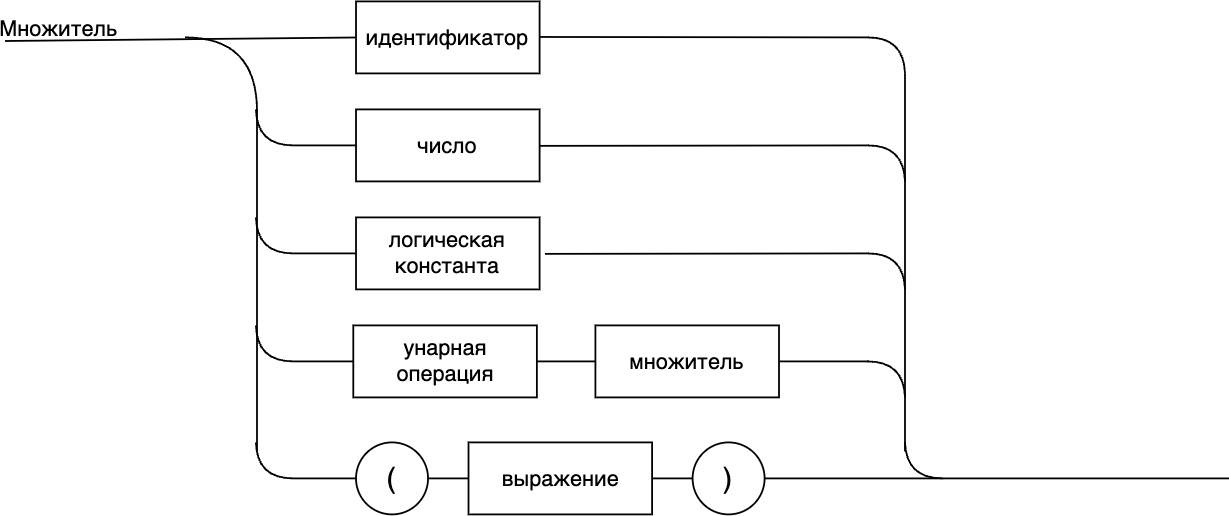 Множитель
идентификатор
число
логическая
константа
унарная
операция
множитель
(
выражение
)